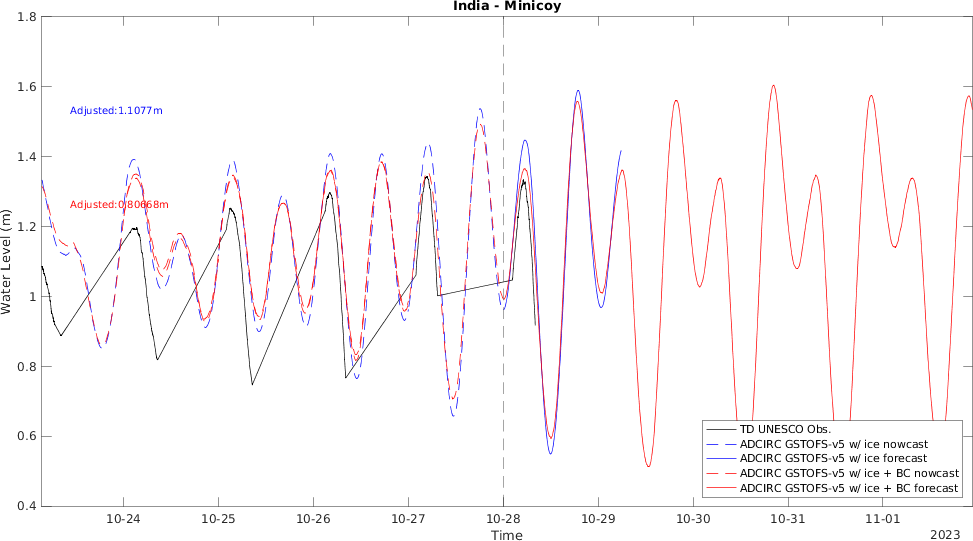 India - Minicoy
1.8
1.6
1.4
1.2
1
0.8
0.6
0.4
Water Level (m)
Adjusted:1.1077m
Adjusted:0.80668m
TD UNESCO Obs.
ADCIRC GSTOFS-v5 w/ ice nowcast
ADCIRC GSTOFS-v5 w/ ice forecast
ADCIRC GSTOFS-v5 w/ ice + BC nowcast
ADCIRC GSTOFS-v5 w/ ice + BC forecast
10-24 10-25 10-26 10-27 10-28 10-29 10-30 10-31 11-01
Time
2023